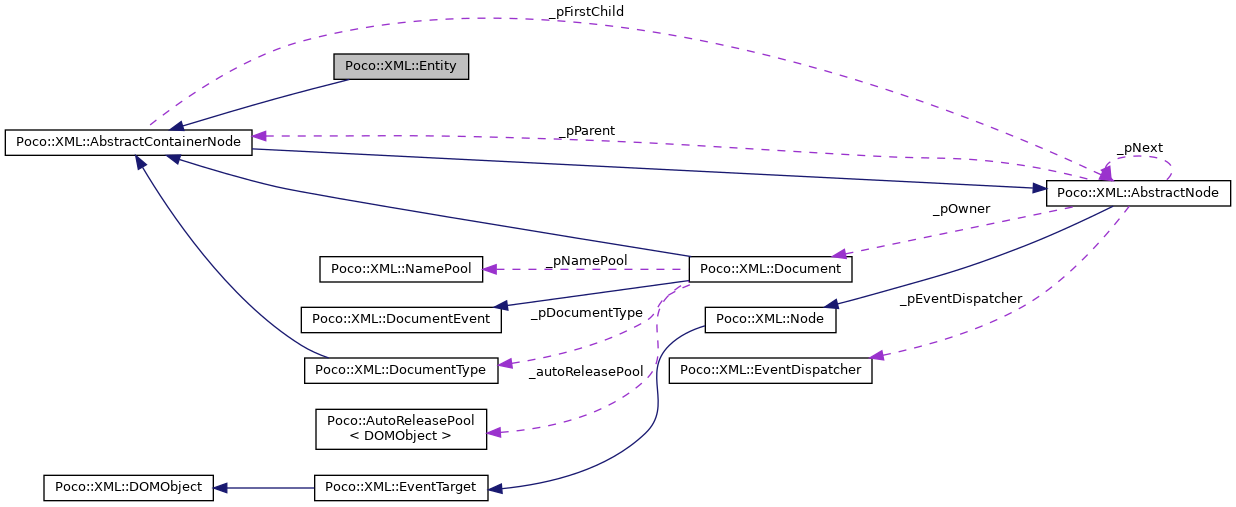 _pFirstChild
Poco::XML::Entity
_pParent
Poco::XML::AbstractContainerNode
_pNext
Poco::XML::AbstractNode
_pOwner
_pNamePool
Poco::XML::NamePool
Poco::XML::Document
_pEventDispatcher
_pDocumentType
Poco::XML::DocumentEvent
Poco::XML::Node
Poco::XML::DocumentType
_autoReleasePool
Poco::XML::EventDispatcher
Poco::AutoReleasePool
< DOMObject >
Poco::XML::DOMObject
Poco::XML::EventTarget